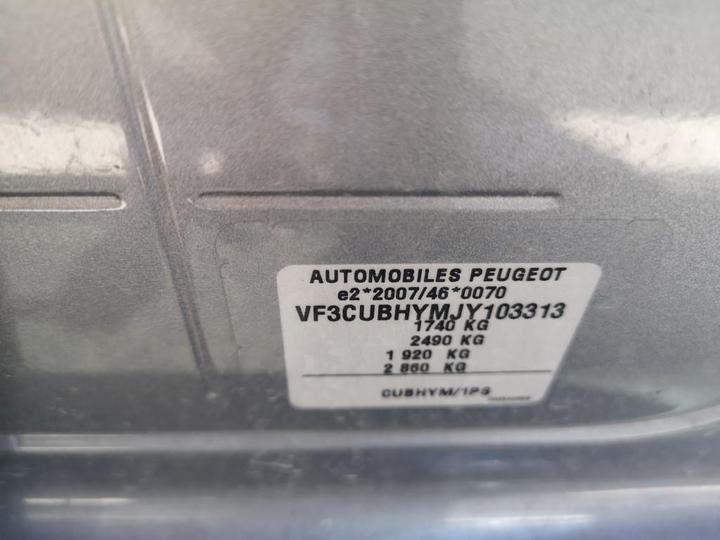 AUTOMOBILES PEUGEOT
e2*2007/46*0070
VF3CUBHYMJY103313
1740 KG
2490 KG
1 920 KG
2 860 KG
CUBHYM/1PS